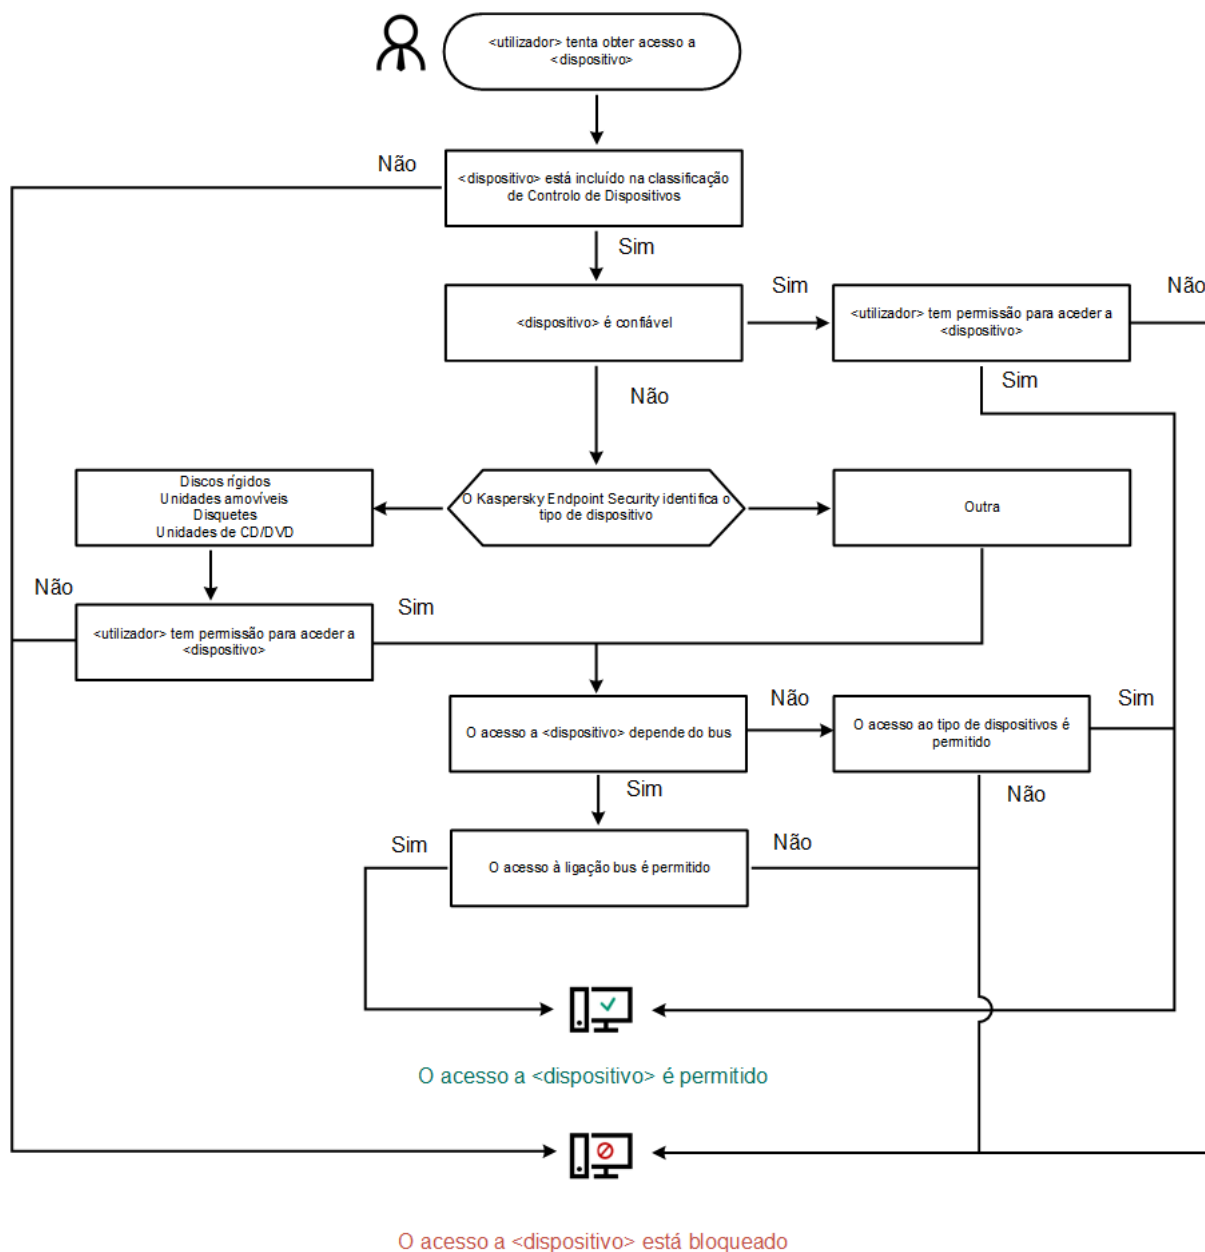 <utilizador> tenta obter acesso a
<dispositivo>
Não
<dispositivo> está incluído na classificação
de Controlo de Dispositivos
Sim
<dispositivo> é confiável
Sim
<utilizador> tem permissão para aceder a
<dispositivo>
Não
Sim
Não
Discos rígidos
Unidades amovíveis
Disquetes
Unidades de CD/DVD
O Kaspersky Endpoint Security identifica o
tipo de dispositivo
Outra
Não
<utilizador> tem permissão para aceder a
<dispositivo>
Sim
O acesso a <dispositivo> depende do bus
Não
O acesso ao tipo de dispositivos é
permitido
Sim
Sim
Não
Sim
O acesso à ligação bus é permitido
Não
O acesso a <dispositivo> é permitido
O acesso a <dispositivo> está bloqueado